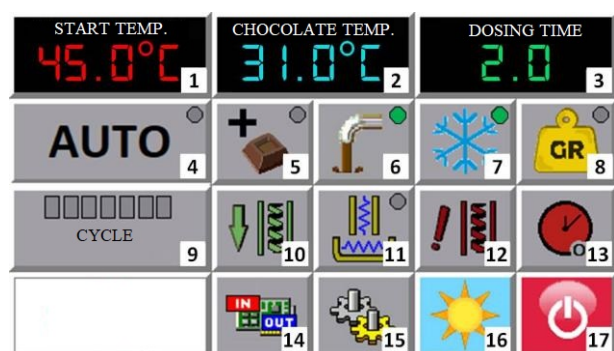 START TEMP.
CHOCOLATE TEMP.
DOSING TIME
45.0°C 1
31.0°C 2
2.0 3
AUTO 4
+ 5
6
7
GR 8
CYCLE 9
10
11
! 12
13
IN OUT 14
15
16
17